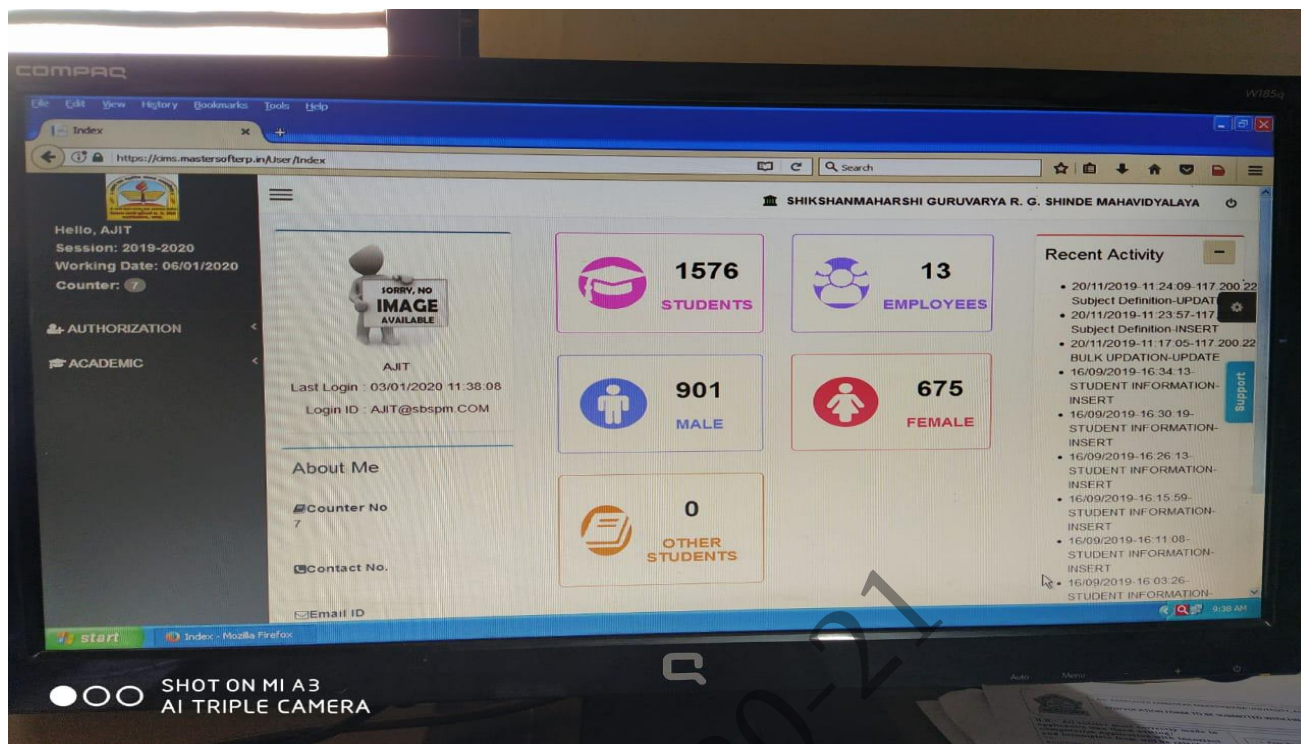 COMPAQ
W185q
File Edit View History Bookmarks Tools Help
Index
https://cims.mastersofterp.in/User/Index
Search
SHIKSHANMAHARSHI GURUVARYA R. G. SHINDE MAHAVIDYALAYA
Hello, AJIT
Session: 2019-2020
Working Date: 06/01/2020
Counter: 7
AUTHORIZATION
ACADEMIC
SORRY, NO
IMAGE
AVAILABLE
AJIT
Last Login : 03/01/2020 11:38:08
Login ID : AJIT@sbspm.COM
About Me
Counter No
7
Contact No.
Email ID
1576
STUDENTS
13
EMPLOYEES
901
MALE
675
FEMALE
0
OTHER
STUDENTS
Recent Activity
20/11/2019-11:24:09-117.200.22
Subject Definition-UPDAT
20/11/2019-11:23:57-117.
Subject Definition-INSERT
20/11/2019-11:17:05-117.200.22
BULK UPDATION-UPDATE
16/09/2019-16:34:13-
STUDENT INFORMATION-
INSERT
16/09/2019-16:30:19-
STUDENT INFORMATION-
INSERT
16/09/2019-16:26:13-
STUDENT INFORMATION-
INSERT
16/09/2019-16:15:59-
STUDENT INFORMATION-
INSERT
16/09/2019-16:11:08-
STUDENT INFORMATION-
INSERT
16/09/2019-16:03:26-
STUDENT INFORMATION-
Support
start
Index - Mozilla Firefox
9:38 AM
Auto Menu
20-21
SHOT ON MI A3
AI TRIPLE CAMERA